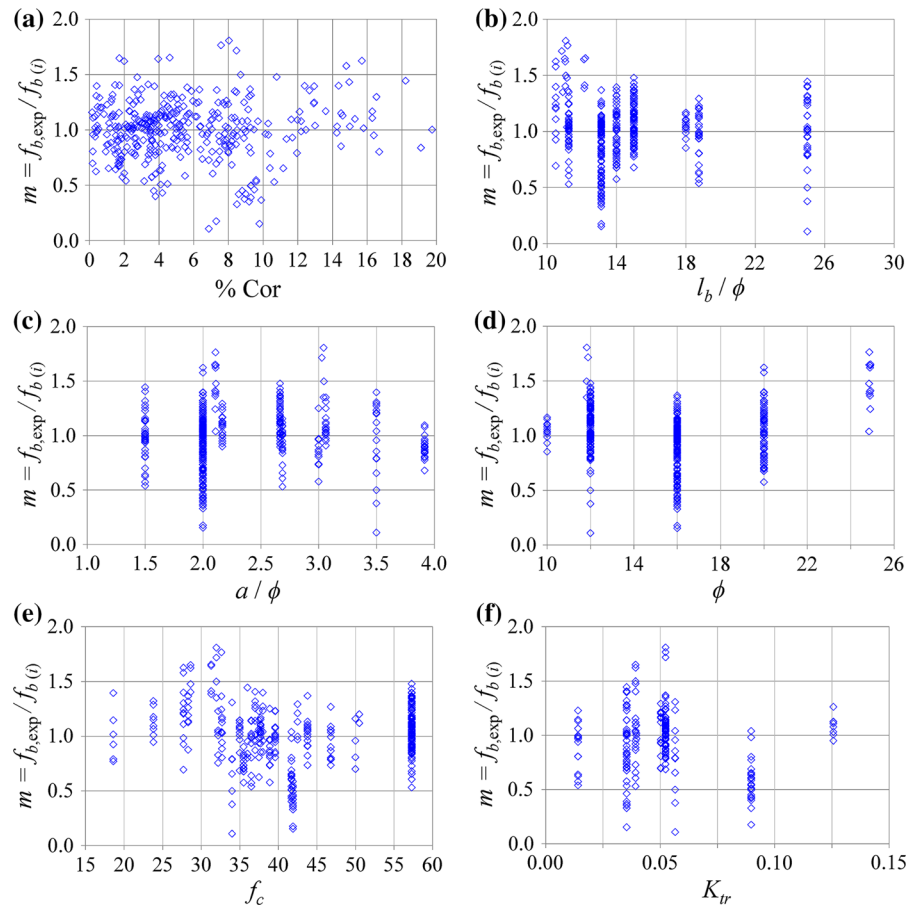 (a)
2.0
1.5
1.0
0.5
0.0
m = f_b,exp / f_b (i)
0 2 4 6 8 10 12 14 16 18 20
% Cor
(b)
2.0
1.5
1.0
0.5
0.0
m = f_b,exp / f_b (i)
10 14 18 22 26 30
l_b / ϕ
(c)
2.0
1.5
1.0
0.5
0.0
m = f_b,exp / f_b (i)
1.0 1.5 2.0 2.5 3.0 3.5 4.0
a / ϕ
(d)
2.0
1.5
1.0
0.5
0.0
m = f_b,exp / f_b (i)
10 14 18 22 26
ϕ
(e)
2.0
1.5
1.0
0.5
0.0
m = f_b,exp / f_b (i)
15 20 25 30 35 40 45 50 55 60
f_c
(f)
2.0
1.5
1.0
0.5
0.0
m = f_b,exp / f_b (i)
0.00 0.05 0.10 0.15
K_tr